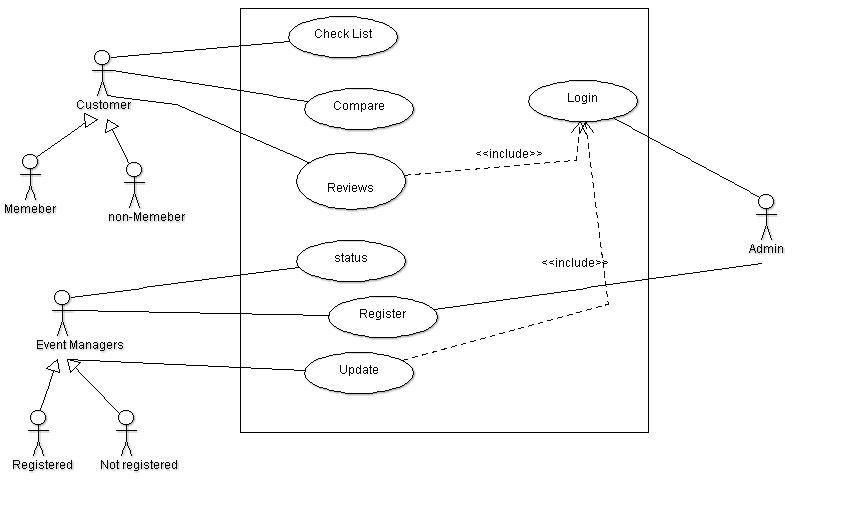 Check List
Customer
Compare
Login
<<include>>
Reviews
Memeber
non-Memeber
Admin
status
<<include>>
Register
Event Managers
Update
Registered
Not registered